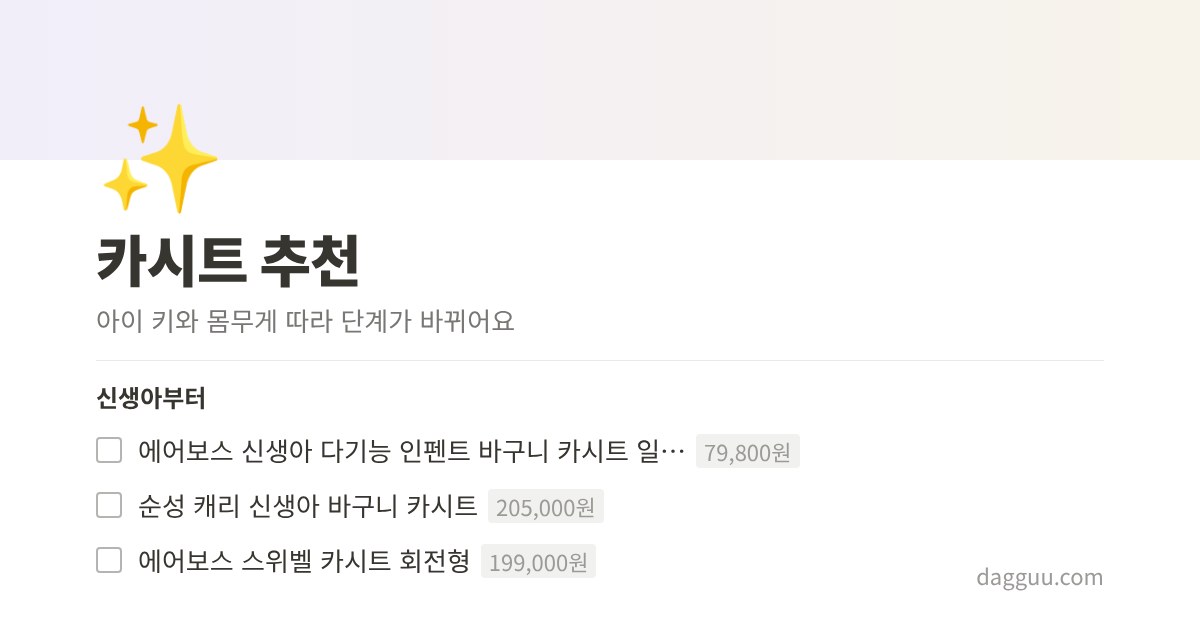 카시트 추천
아이 키와 몸무게 따라 단계가 바뀌어요
신생아부터
에어보스 신생아 다기능 인펜트 바구니 카시트 일… 79,800원
순성 캐리 신생아 바구니 카시트 205,000원
에어보스 스위벨 카시트 회전형 199,000원
dagguu.com